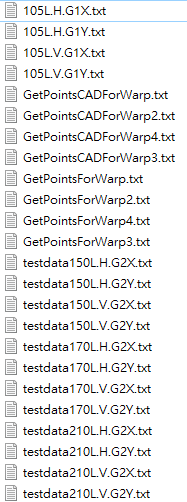 105L.H.G1X.txt
105L.H.G1Y.txt
105L.V.G1X.txt
105L.V.G1Y.txt
GetPointsCADForWarp.txt
GetPointsCADForWarp2.txt
GetPointsCADForWarp4.txt
GetPointsCADForWarp3.txt
GetPointsForWarp.txt
GetPointsForWarp2.txt
GetPointsForWarp4.txt
GetPointsForWarp3.txt
testdata150L.H.G2X.txt
testdata150L.H.G2Y.txt
testdata150L.V.G2X.txt
testdata150L.V.G2Y.txt
testdata170L.H.G2X.txt
testdata170L.H.G2Y.txt
testdata170L.V.G2X.txt
testdata170L.V.G2Y.txt
testdata210L.H.G2X.txt
testdata210L.H.G2Y.txt
testdata210L.V.G2X.txt
testdata210L.V.G2Y.txt